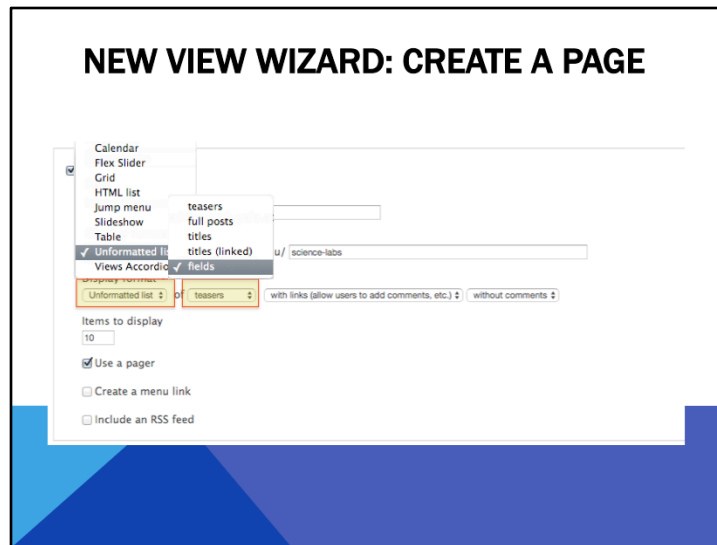 NEW VIEW WIZARD: CREATE A PAGE
Calendar
Flex Slider
Grid
HTML list
Jump menu
Slideshow
Table
✓ Unformatted lis
Views Accordio
teasers
full posts
titles
titles (linked)
✓ fields
u/ science-labs
Display format
Unformatted list of teasers with links (allow users to add comments, etc.) without comments
Items to display
10
Use a pager
Create a menu link
Include an RSS feed